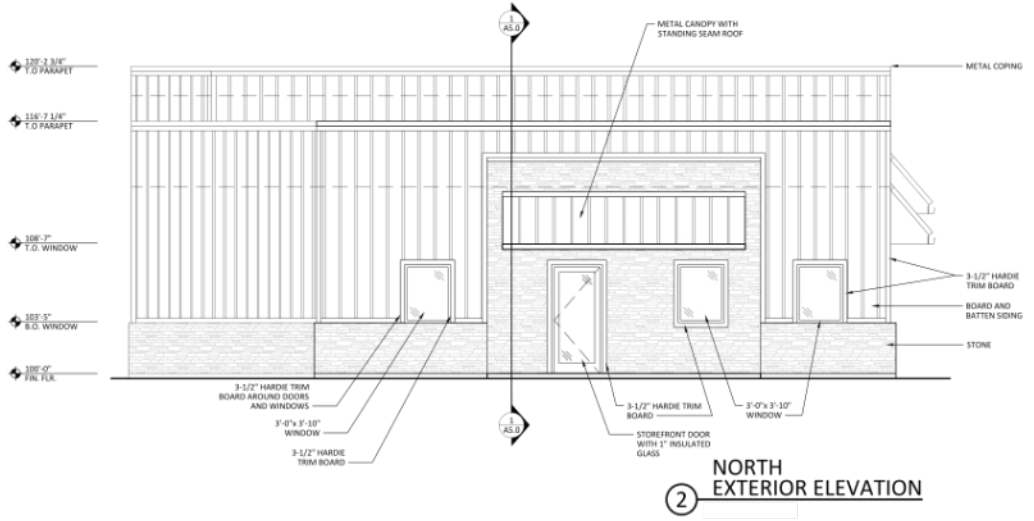 1
A5.0
METAL CANOPY WITH
STANDING SEAM ROOF
120'-2 3/4"
T.O PARAPET
METAL COPING
116'-7 1/4"
T.O PARAPET
108'-7"
T.O. WINDOW
3-1/2" HARDIE
TRIM BOARD
BOARD AND
BATTEN SIDING
103'-5"
B.O. WINDOW
STONE
100'-0"
FIN. FLR.
3-1/2" HARDIE TRIM
BOARD AROUND DOORS
AND WINDOWS
3'-0"x 3'-10"
WINDOW
3-1/2" HARDIE
TRIM BOARD
1
A5.0
3-1/2" HARDIE TRIM
BOARD
3'-0"x 3'-10"
WINDOW
STOREFRONT DOOR
WITH 1" INSULATED
GLASS
2
NORTH
EXTERIOR ELEVATION